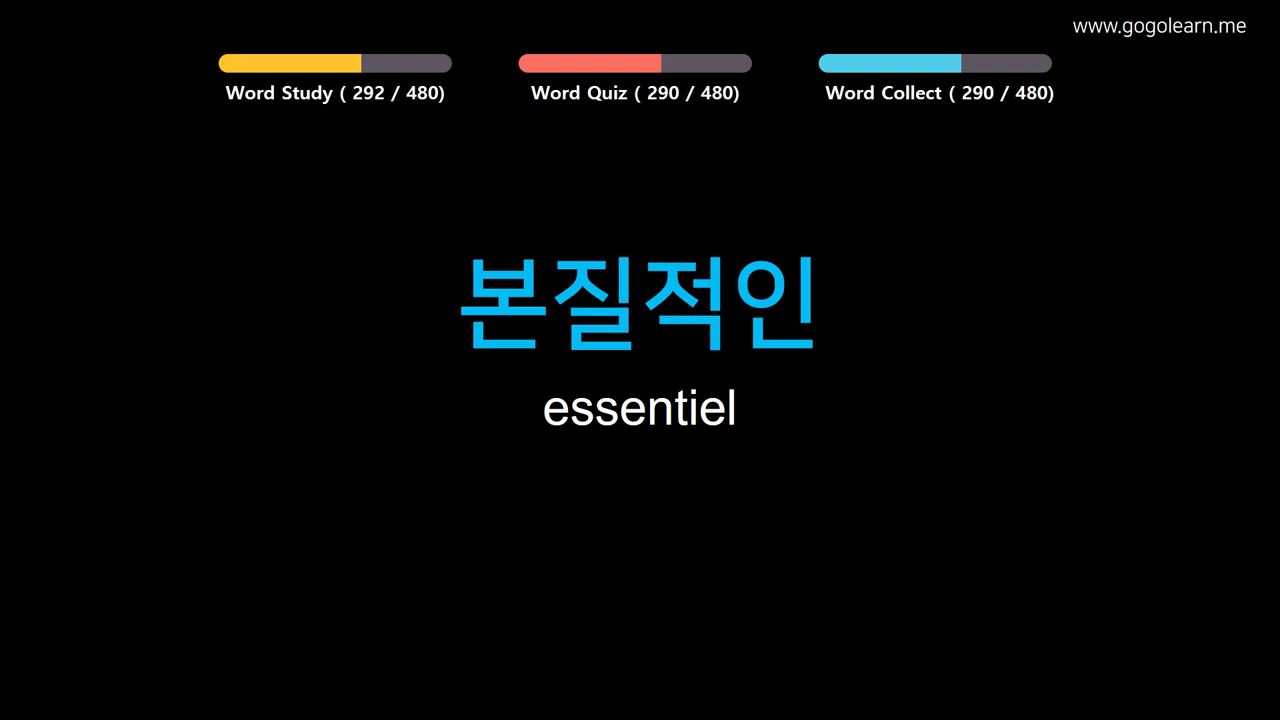 www.gogolearn.me
Word Study ( 292 / 480)
Word Quiz ( 290 / 480)
Word Collect ( 290 / 480)
본질적인
essentiel